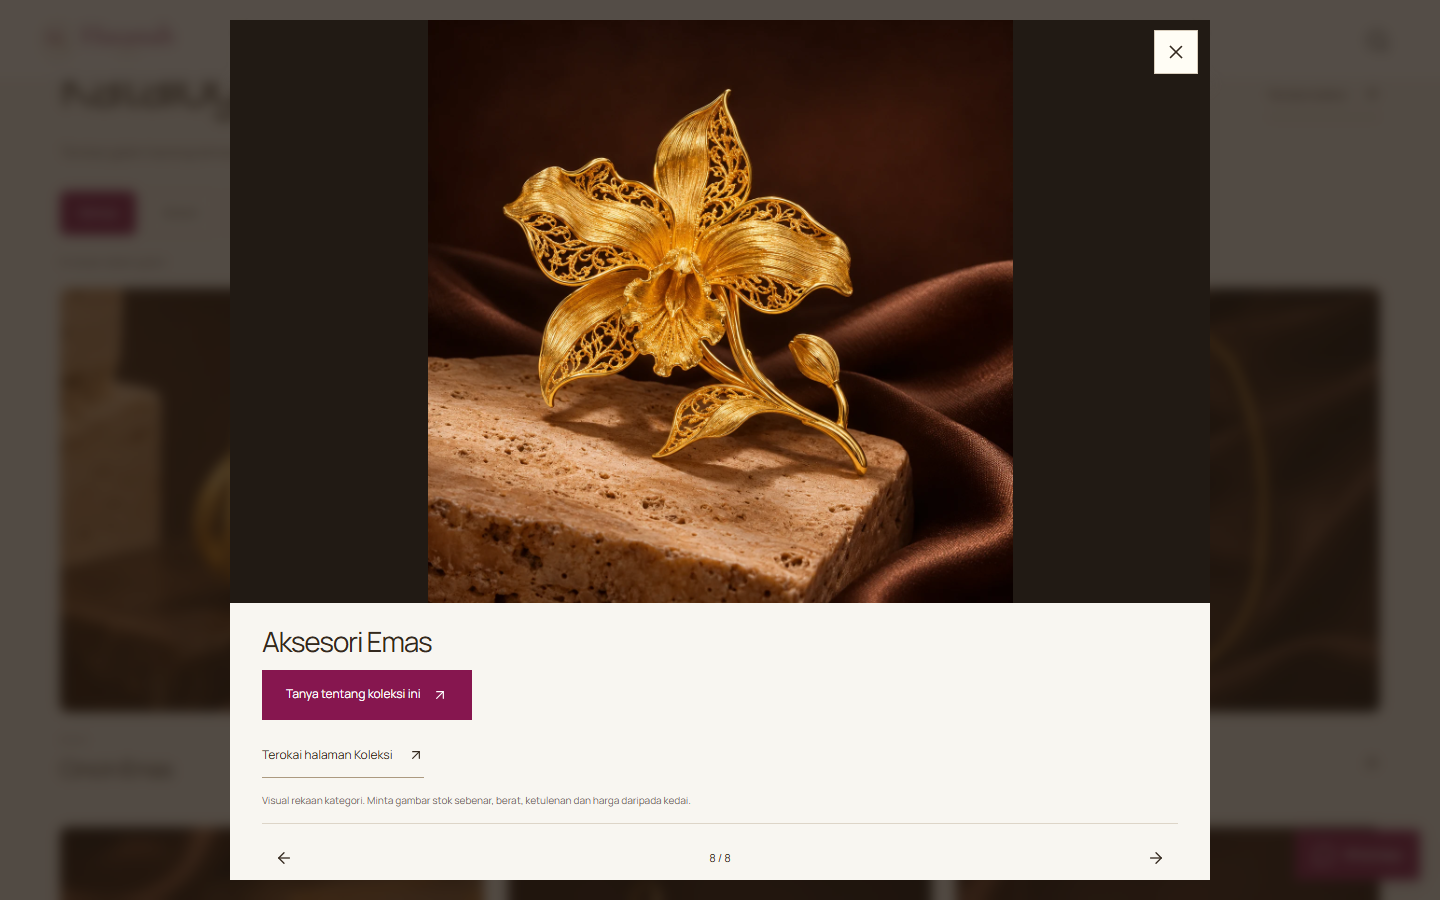 Aksesori Emas
Tanya tentang koleksi ini
Terokai halaman Koleksi
Visual rekaan kategori. Minta gambar stok sebenar, berat, ketulenan dan harga daripada kedai.
8 / 8